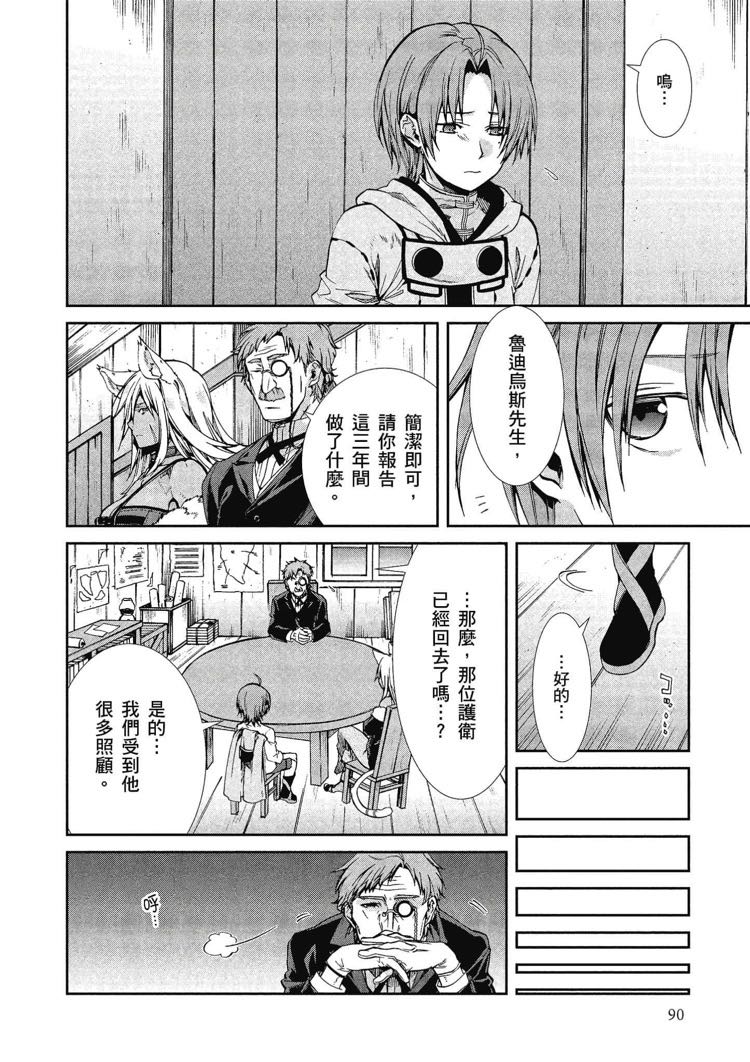 嗚…
魯迪烏斯先生，
簡潔即可，
請你報告
這三年間
做了什麼。
…好的…
コツ…
…那麼，那位護衛
已經回去了嗎…？
是的…
我們受到他
很多照顧。
呼…
90